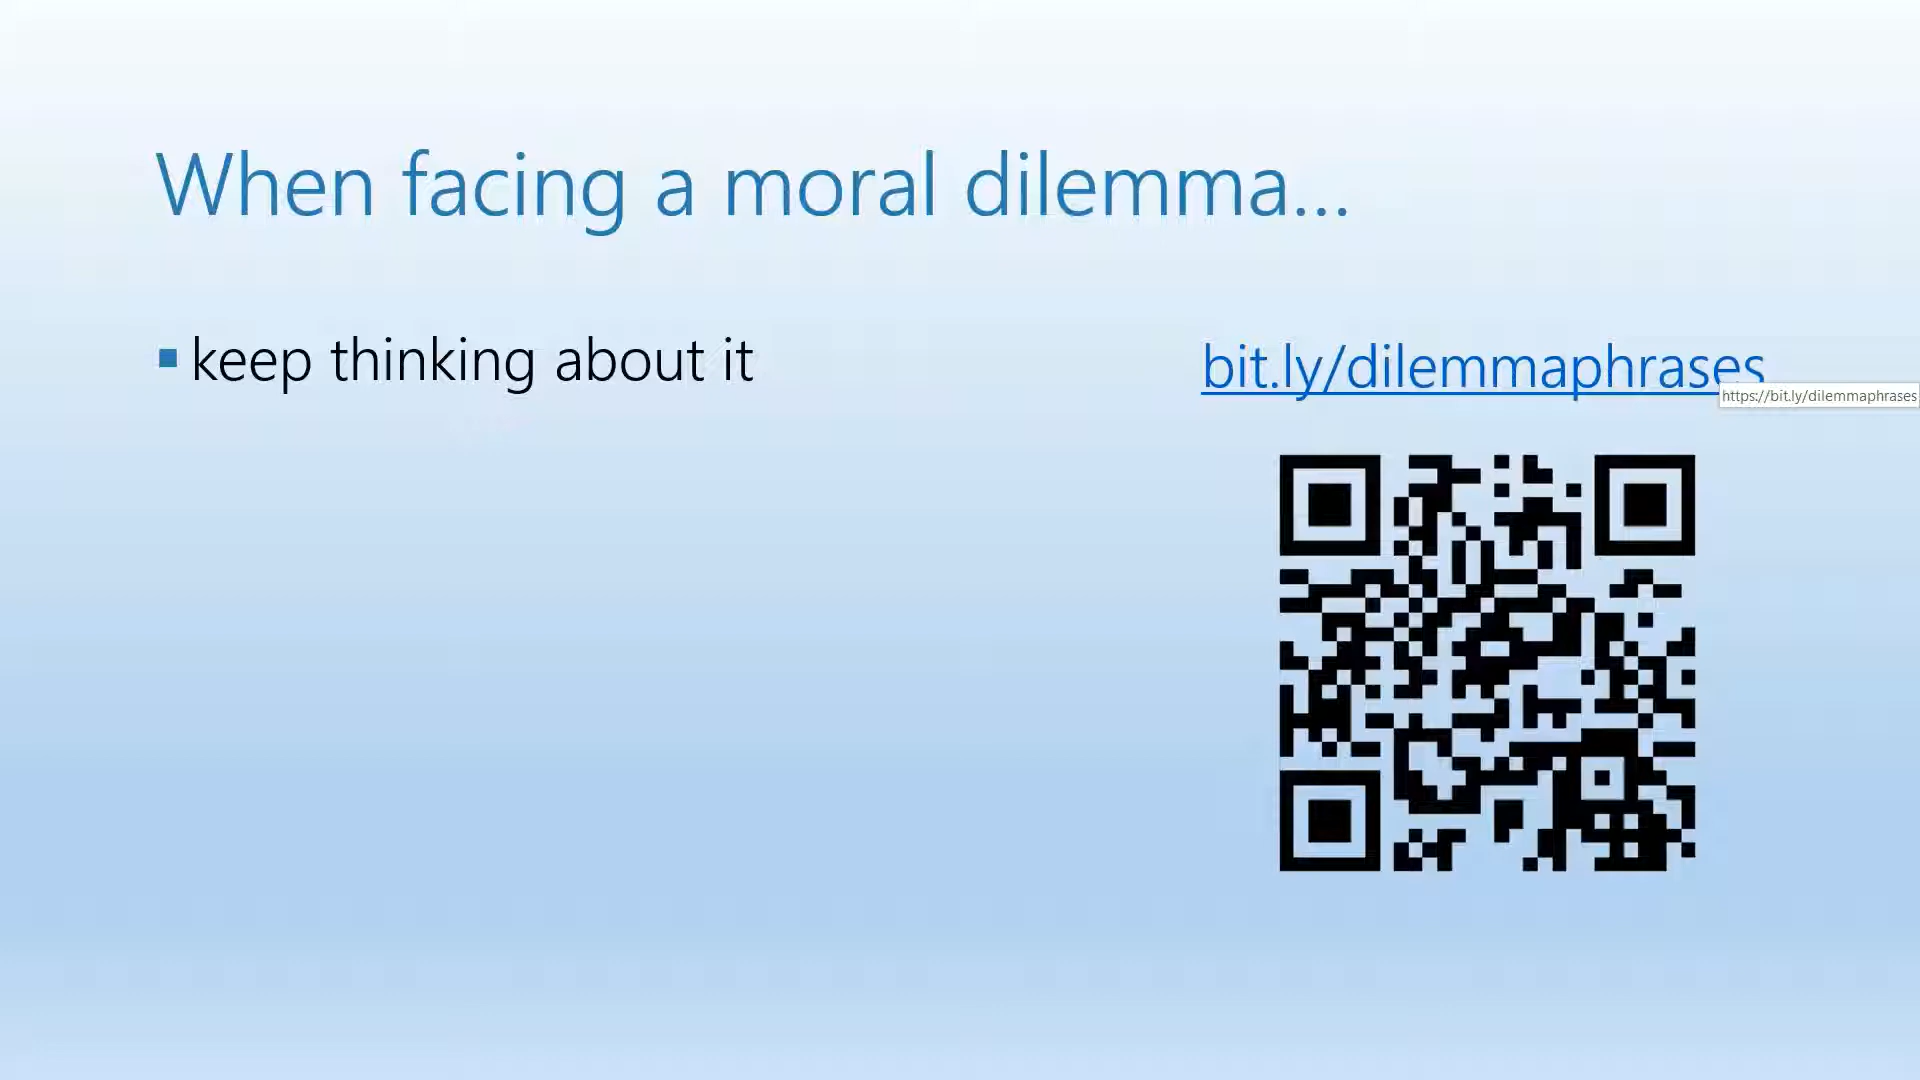 When facing a moral dilemma...
keep thinking about it
bit.ly/dilemmaphrases
https://bit.ly/dilemmaphrases